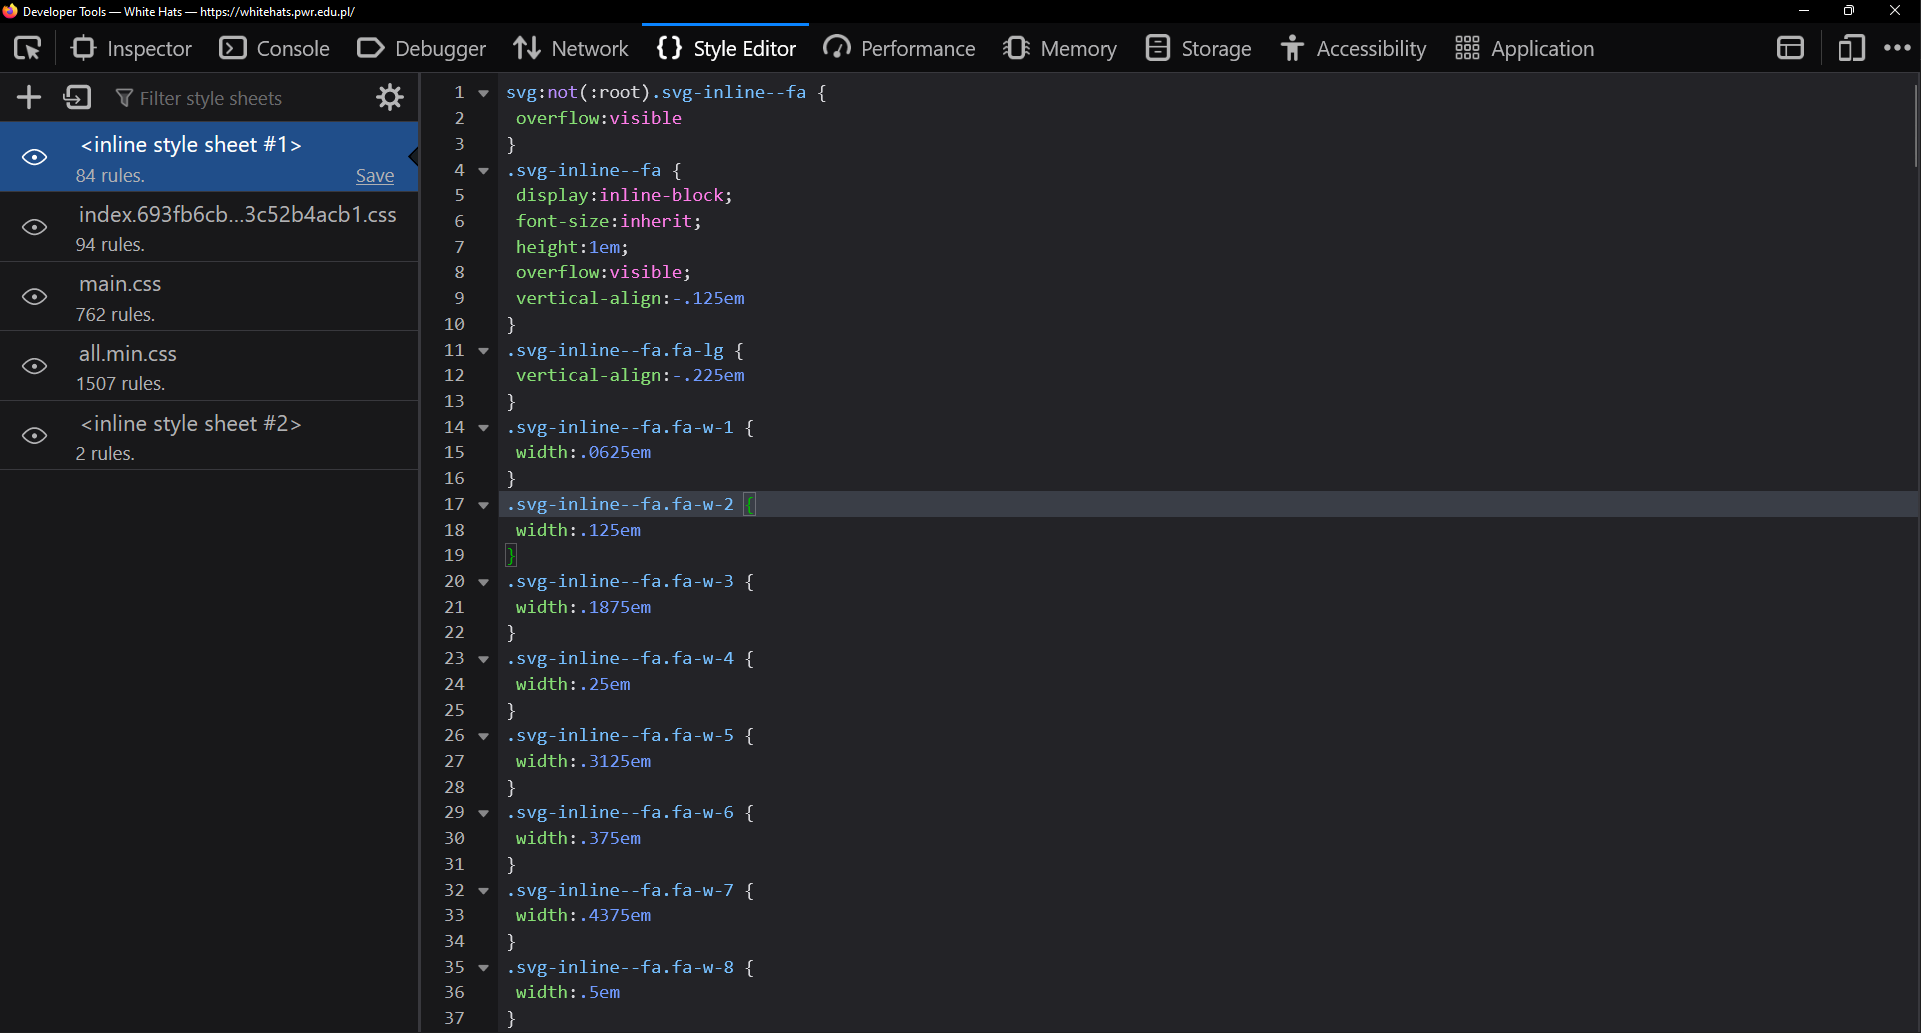 Developer Tools — White Hats — https://whitehats.pwr.edu.pl/
Inspector Console Debugger Network Style Editor Performance Memory Storage Accessibility Application
Filter style sheets
<inline style sheet #1>
84 rules. Save
index.693fb6cb...3c52b4acb1.css
94 rules.
main.css
762 rules.
all.min.css
1507 rules.
<inline style sheet #2>
2 rules.
1 svg:not(:root).svg-inline--fa {
2 overflow:visible
3 }
4 .svg-inline--fa {
5 display:inline-block;
6 font-size:inherit;
7 height:1em;
8 overflow:visible;
9 vertical-align:-.125em
10 }
11 .svg-inline--fa.fa-lg {
12 vertical-align:-.225em
13 }
14 .svg-inline--fa.fa-w-1 {
15 width:.0625em
16 }
17 .svg-inline--fa.fa-w-2 {
18 width:.125em
19 }
20 .svg-inline--fa.fa-w-3 {
21 width:.1875em
22 }
23 .svg-inline--fa.fa-w-4 {
24 width:.25em
25 }
26 .svg-inline--fa.fa-w-5 {
27 width:.3125em
28 }
29 .svg-inline--fa.fa-w-6 {
30 width:.375em
31 }
32 .svg-inline--fa.fa-w-7 {
33 width:.4375em
34 }
35 .svg-inline--fa.fa-w-8 {
36 width:.5em
37 }